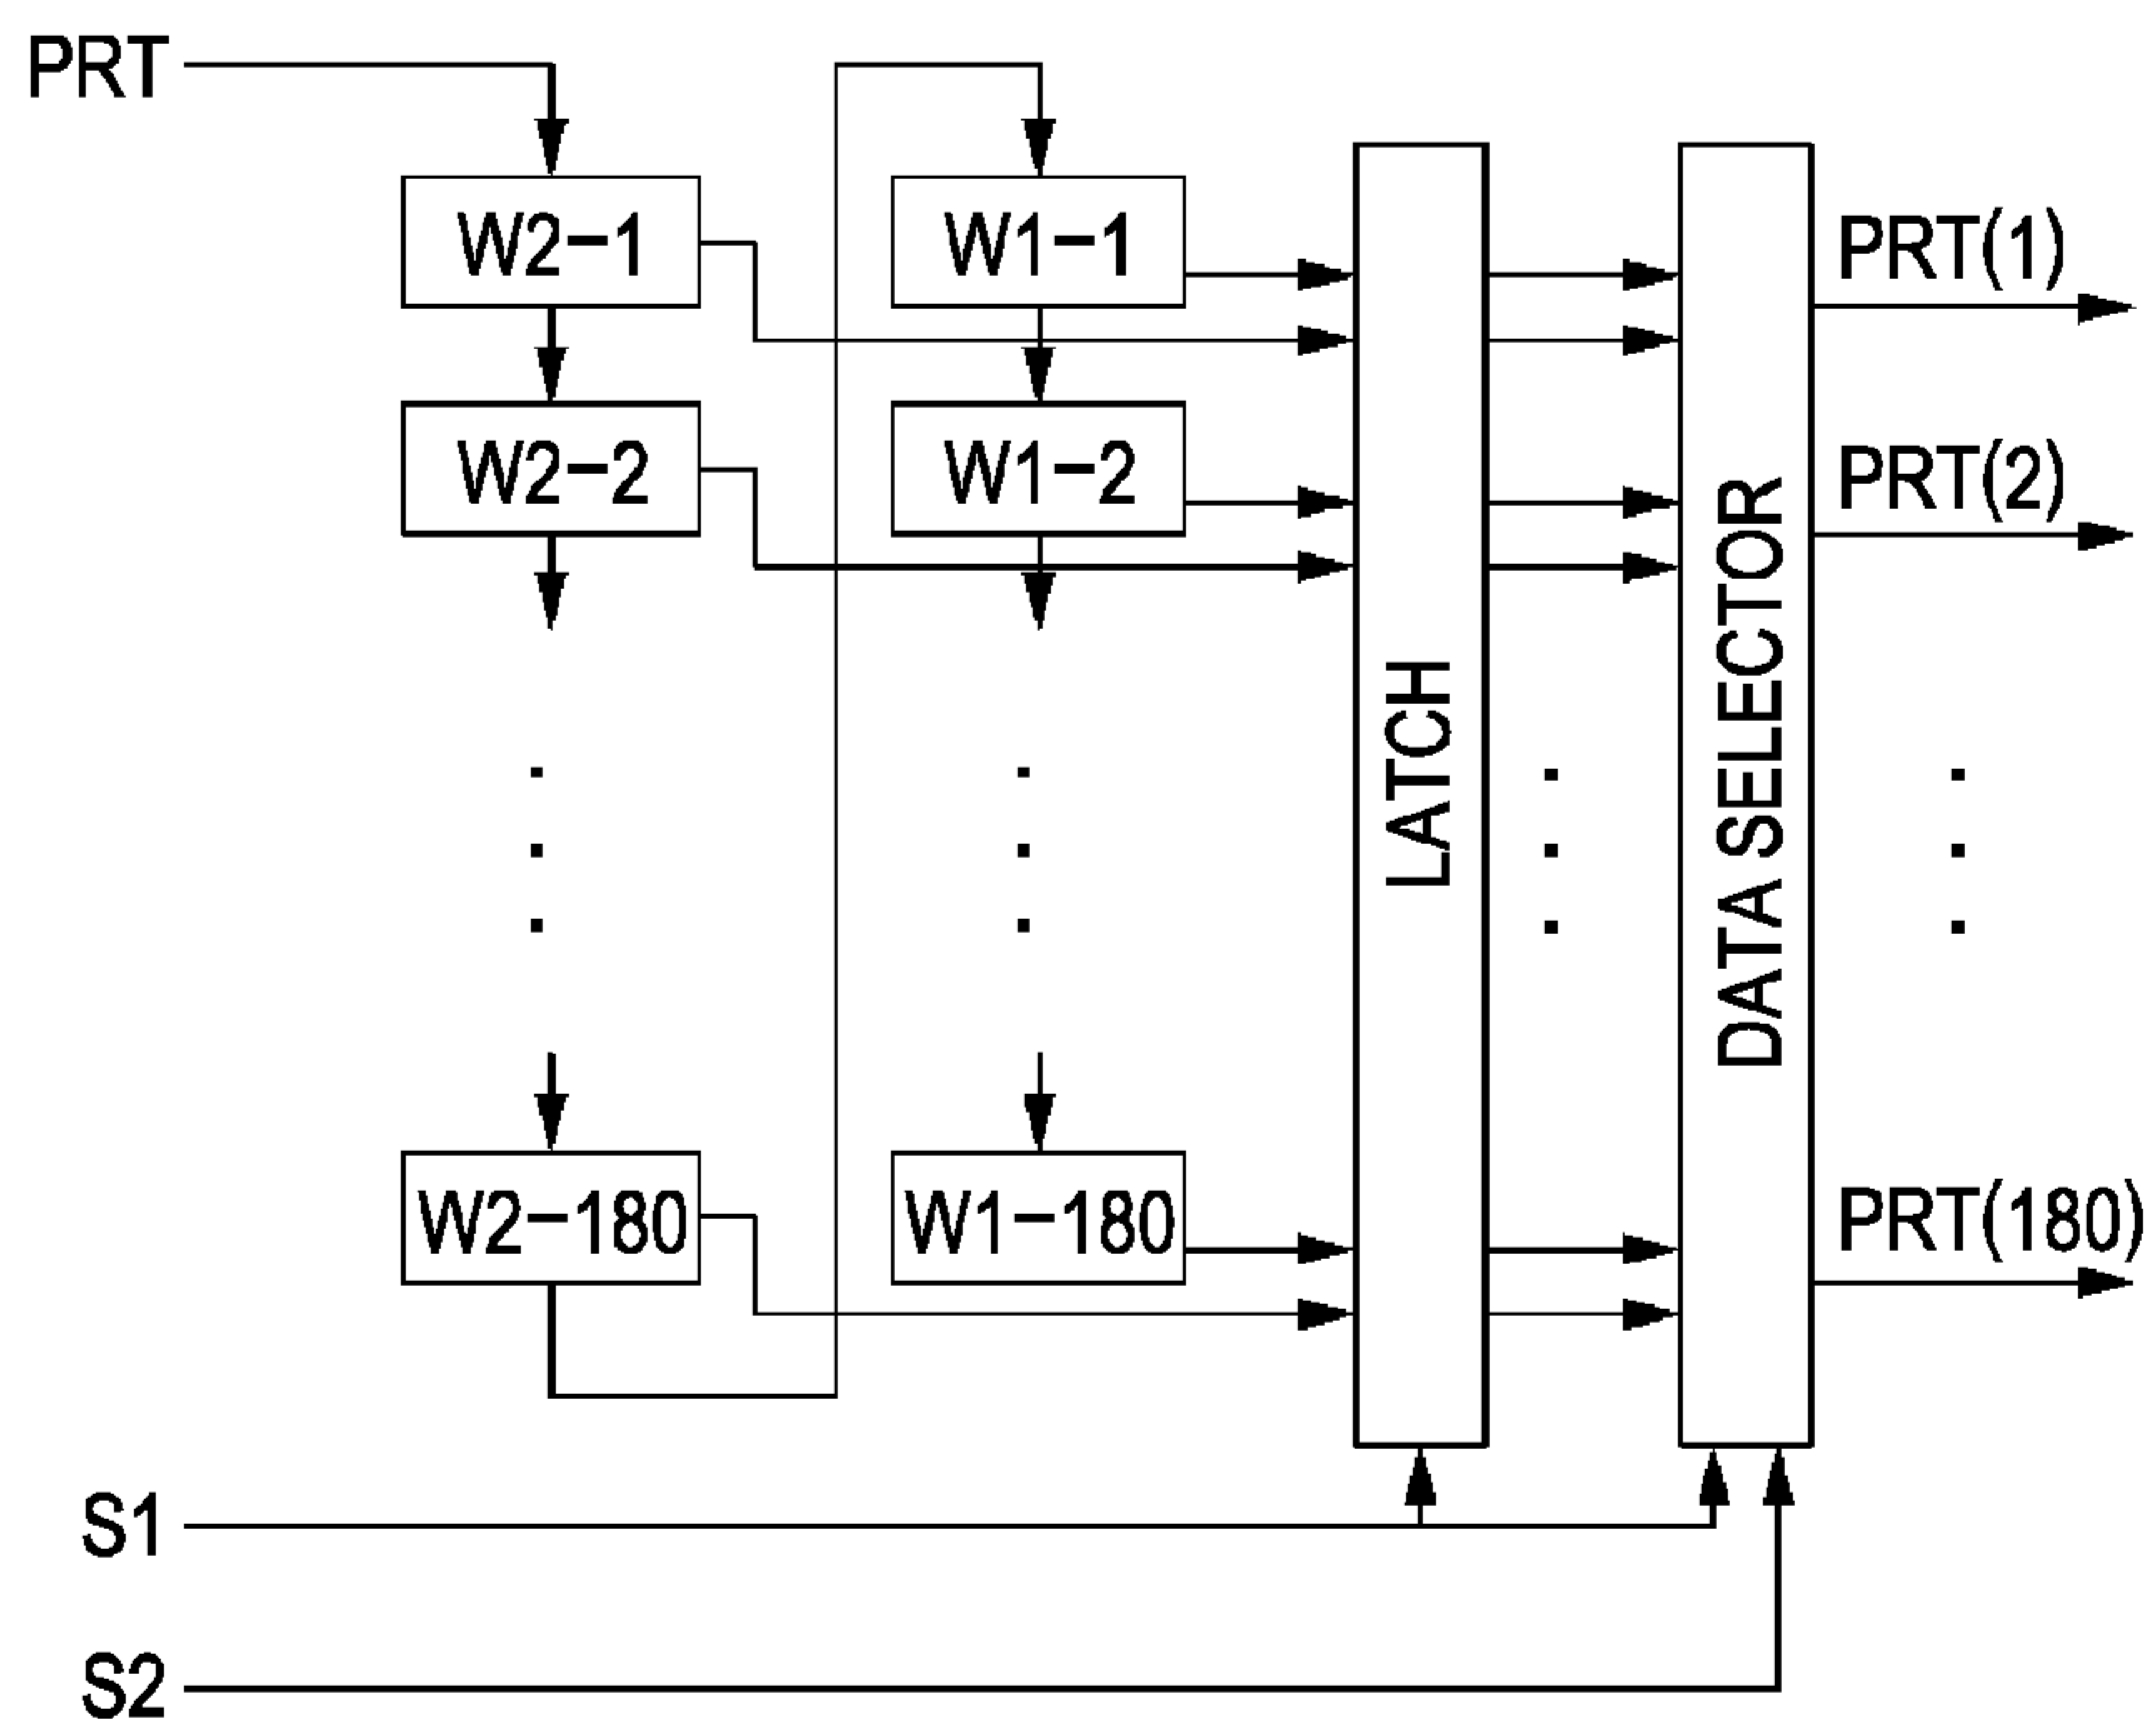 PRT
W2-1
W1-1
PRT(1)
W2-2
W1-2
PRT(2)
LATCH
DATA SELECTOR
W2-180
W1-180
PRT(180)
S1
S2